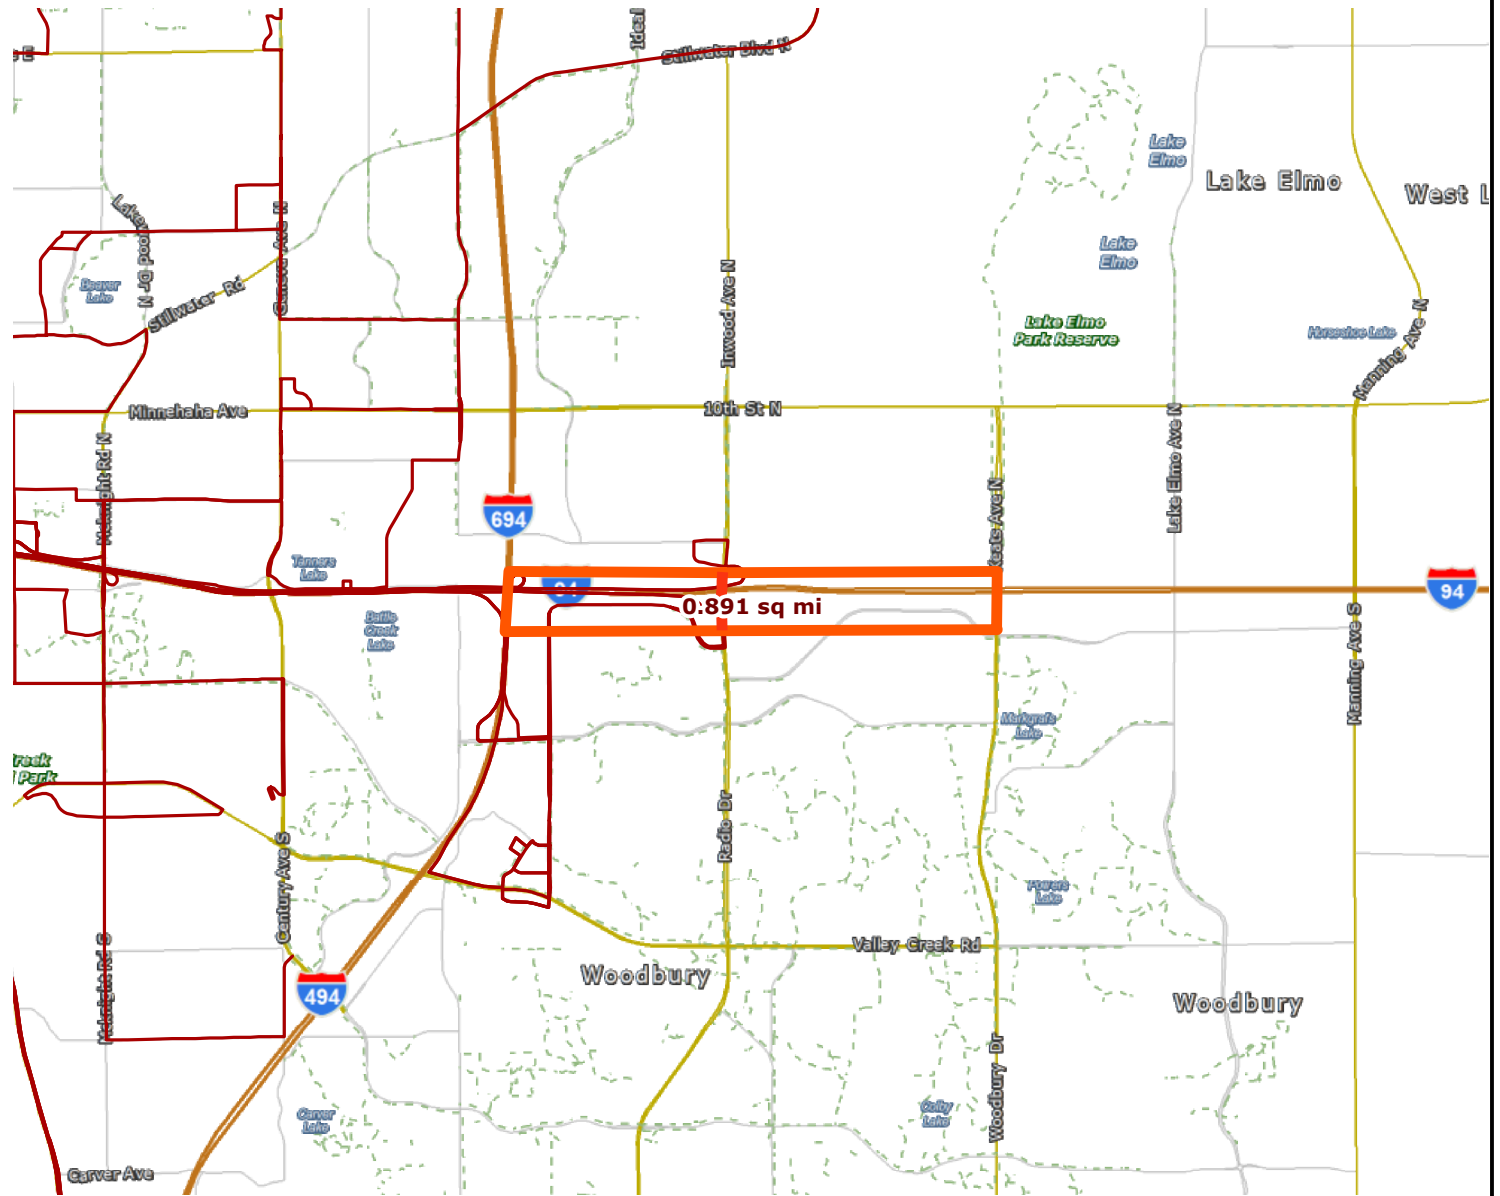 Ideal
Stillwater Blvd N
E
Lake
Elmo
Lake Elmo
West L
Lakewood Dr N
Geneva Ave N
Lake
Elmo
Beaver
Lake
Stillwater Rd
Inwood Ave N
Lake Elmo
Park Reserve
Horseshoe Lake
Manning Ave N
Minnehaha Ave
10th St N
Mcknight Rd N
Keats Ave N
Lake Elmo Ave N
694
Tanners
Lake
94
94
0.891 sq mi
Battle
Creek
Lake
Manning Ave S
Markgrafs
Lake
reek
Park
Radio Dr
Century Ave S
Powers
Lake
Valley Creek Rd
Mcknight Rd S
Woodbury
494
Woodbury
Woodbury Dr
Carver
Lake
Colby
Lake
Carver Ave